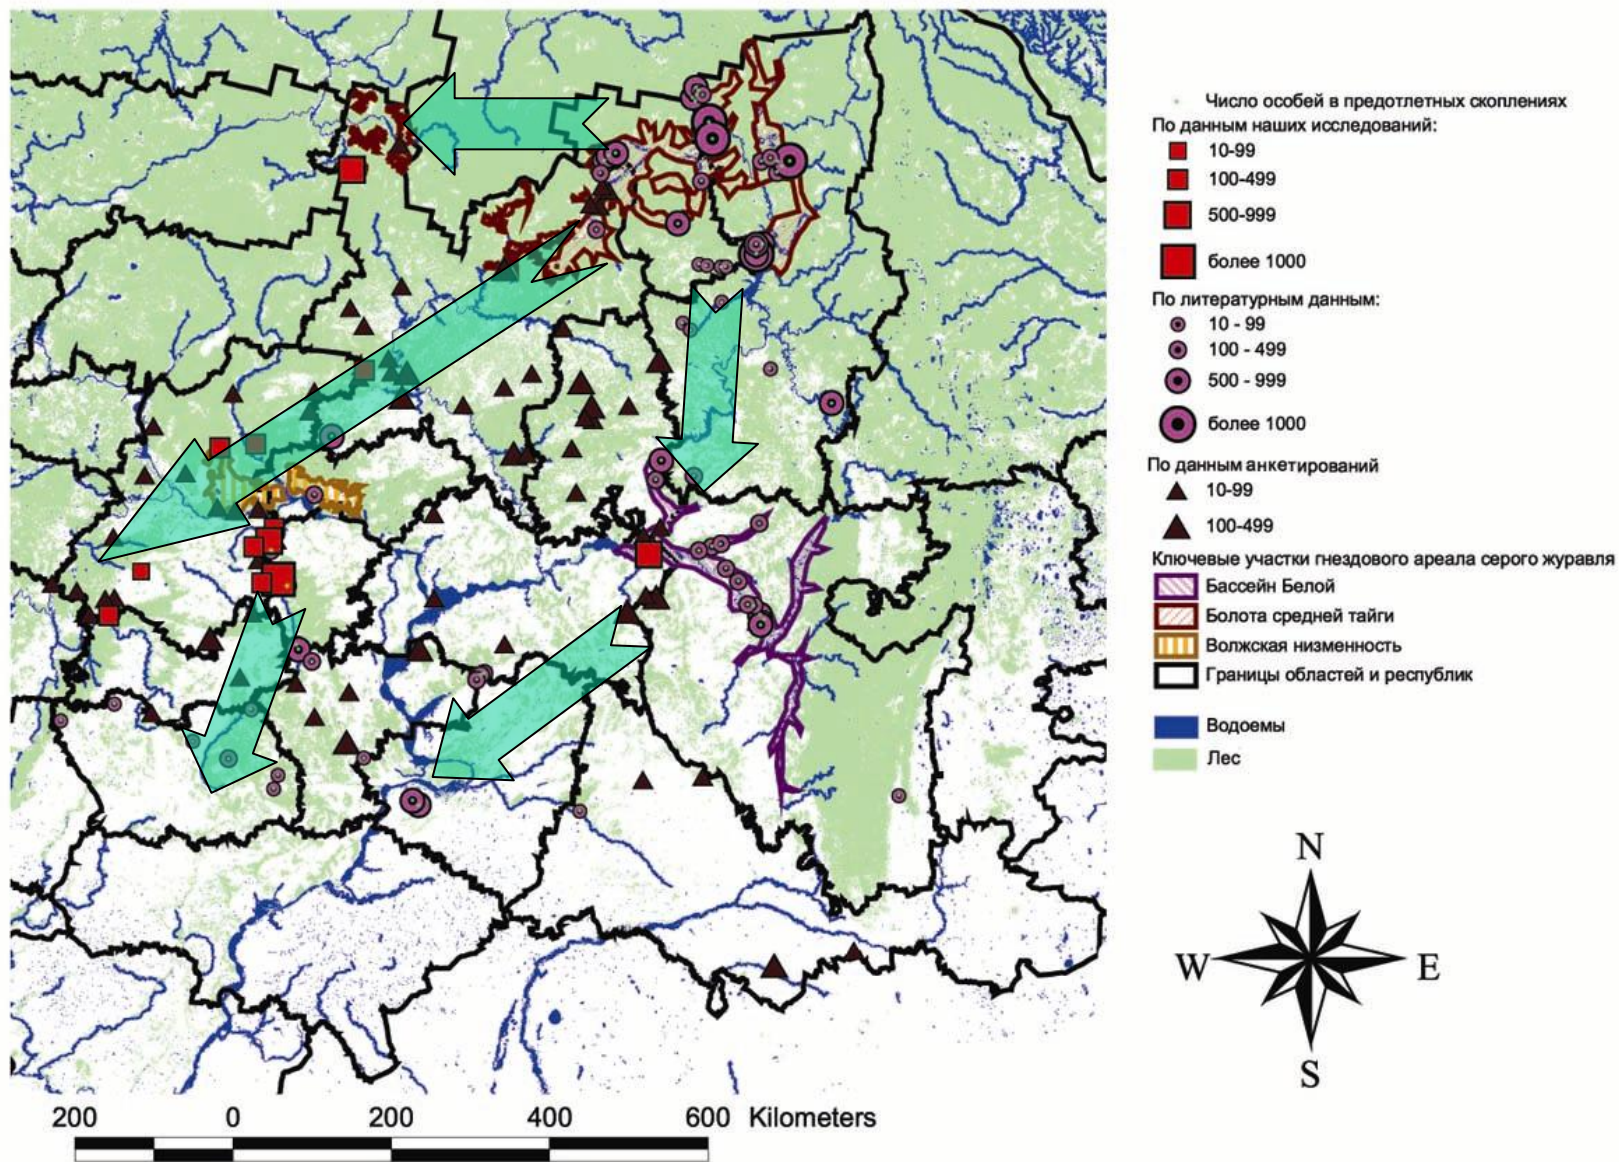 Число особей в предотлетных скоплениях
По данным наших исследований:
10-99
100-499
500-999
более 1000
По литературным данным:
10 - 99
100 - 499
500 - 999
более 1000
По данным анкетирований
10-99
100-499
Ключевые участки гнездового ареала серого журавля
Бассейн Белой
Болота средней тайги
Волжская низменность
Границы областей и республик
Водоемы
Лес
N
W E
S
200 0 200 400 600 Kilometers